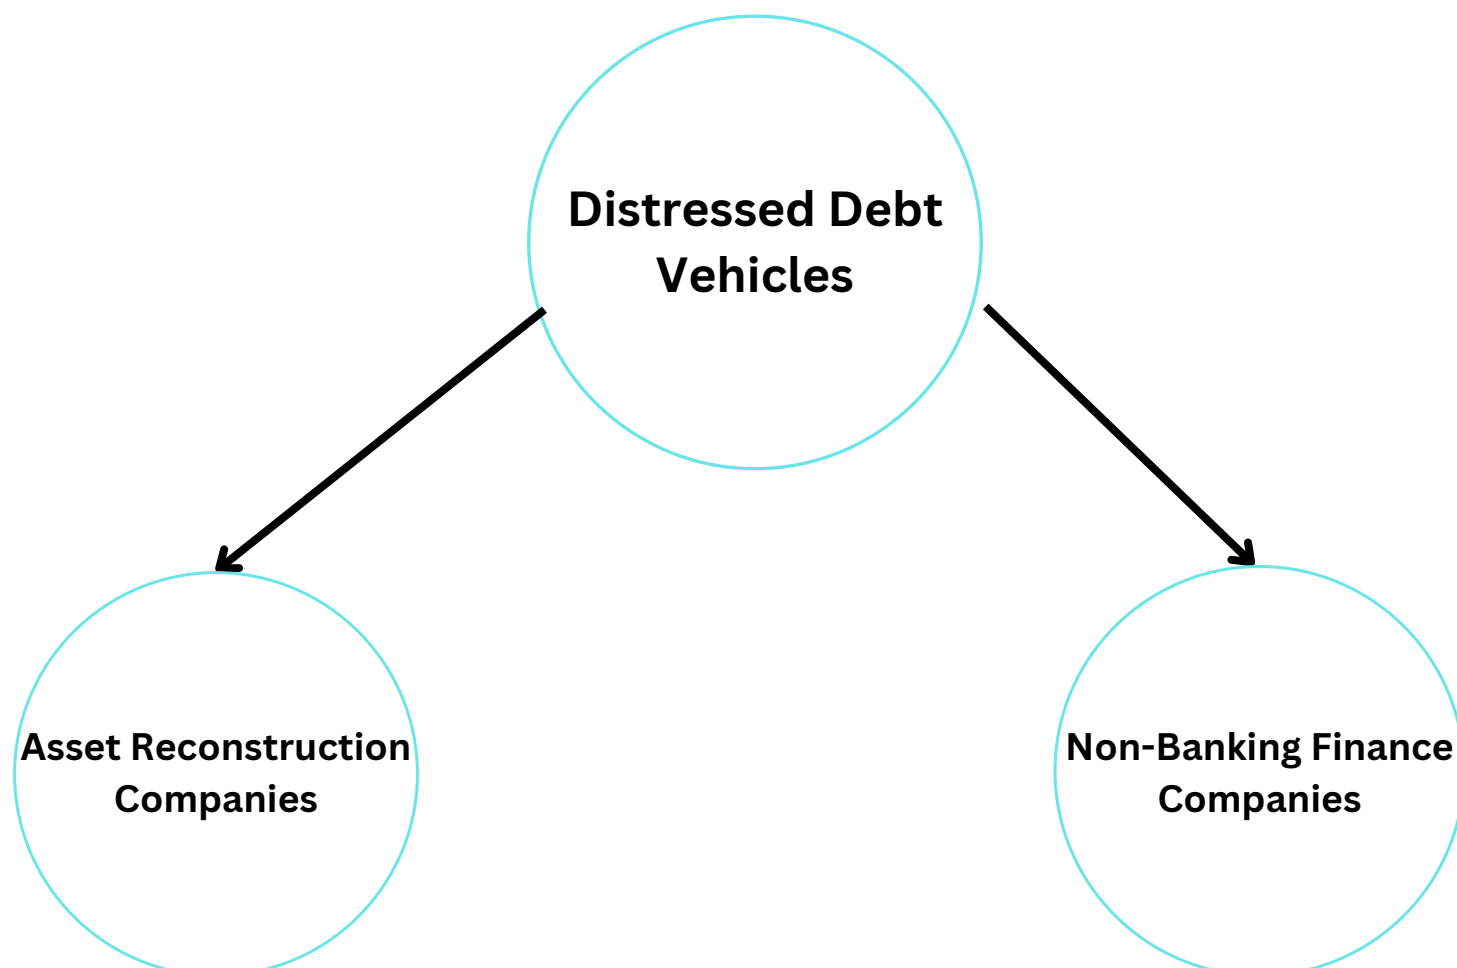 Distressed Debt
Vehicles
Asset Reconstruction
Companies
Non-Banking Finance
Companies